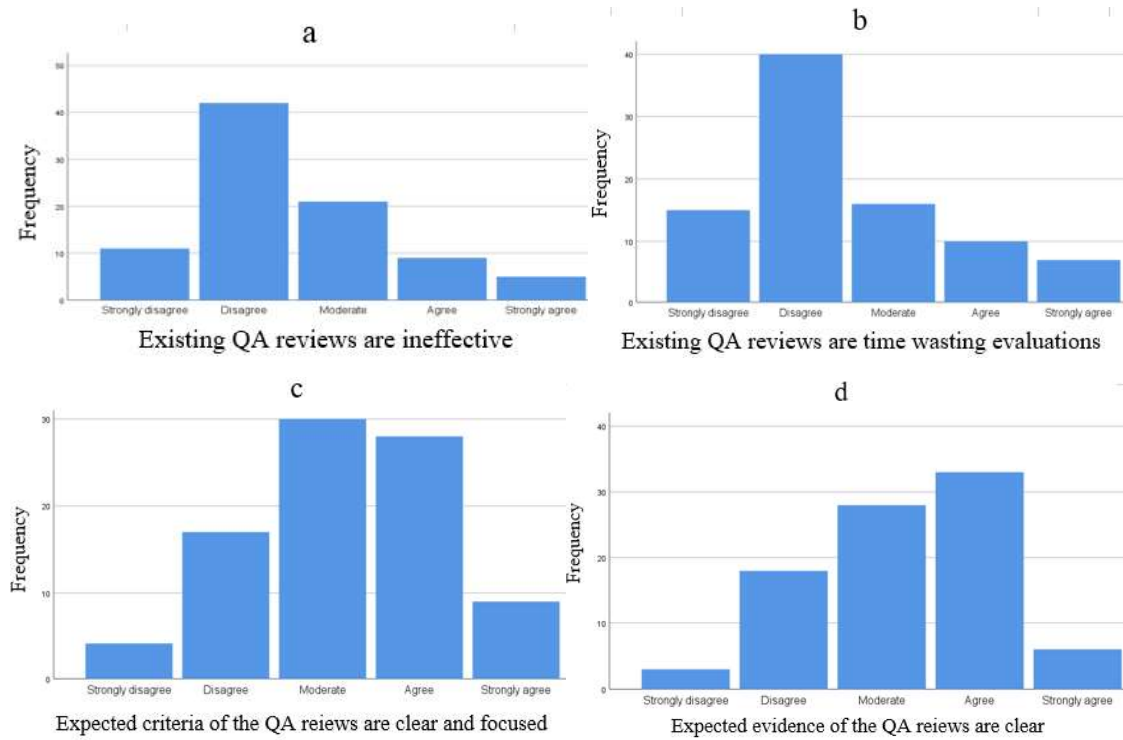 a
50
40
30
20
10
0
Frequency
Strongly disagree Disagree Moderate Agree Strongly agree
Existing QA reviews are ineffective
b
40
30
20
10
0
Frequency
Strongly disagree Disagree Moderate Agree Strongly agree
Existing QA reviews are time wasting evaluations
c
30
20
10
0
Frequency
Strongly disagree Disagree Moderate Agree Strongly agree
Expected criteria of the QA reiews are clear and focused
d
40
30
20
10
0
Frequency
Strongly disagree Disagree Moderate Agree Strongly agree
Expected evidence of the QA reiews are clear